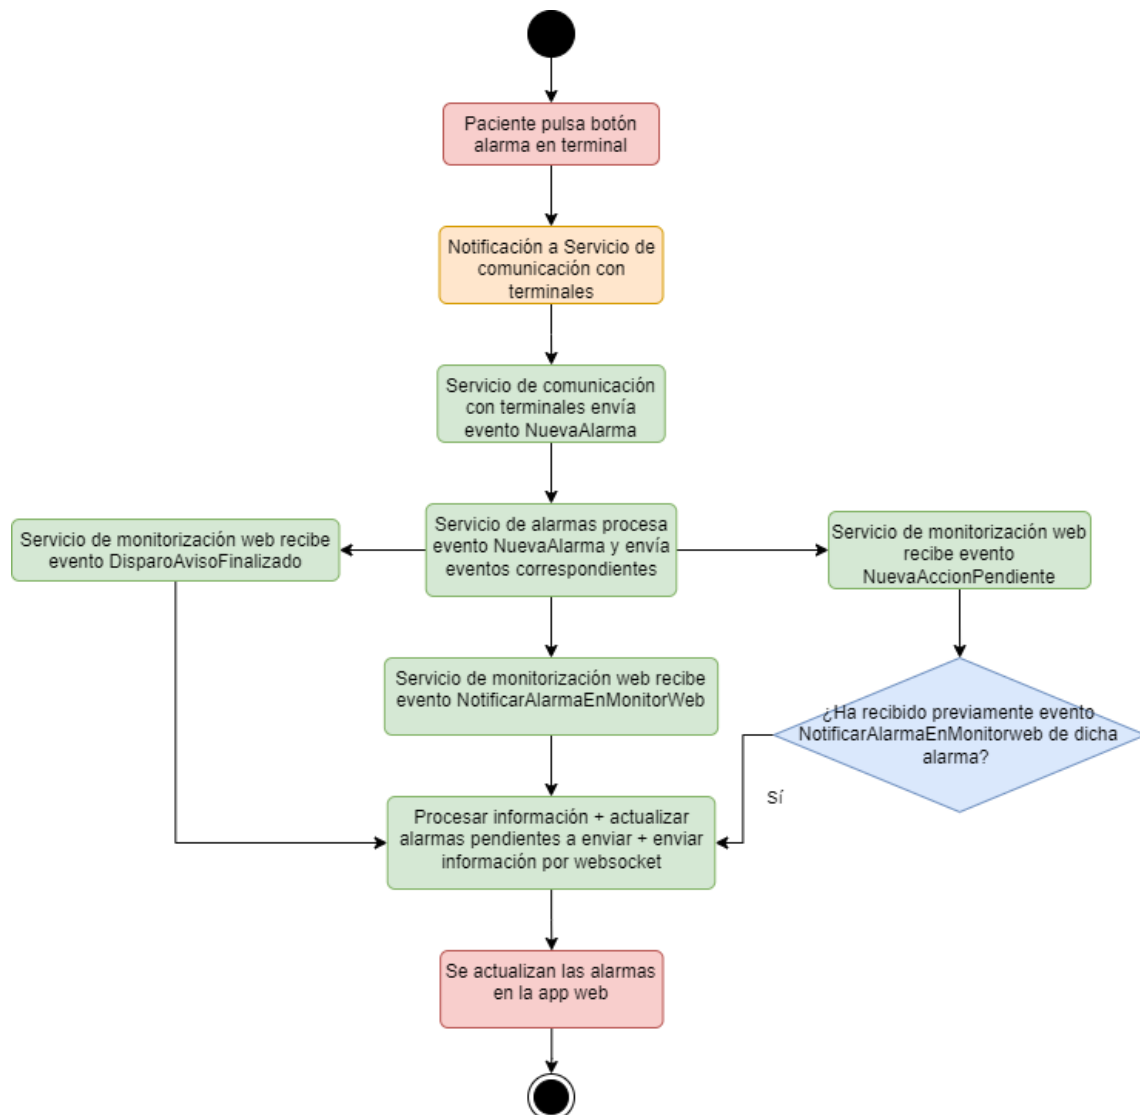 Paciente pulsa botón
alarma en terminal
Notificación a Servicio de
comunicación con
terminales
Servicio de comunicación
con terminales envía
evento NuevaAlarma
Servicio de monitorización web recibe
evento DisparoAvisoFinalizado
Servicio de alarmas procesa
evento NuevaAlarma y envía
eventos correspondientes
Servicio de monitorización web
recibe evento
NuevaAccionPendiente
Servicio de monitorización web recibe
evento NotificarAlarmaEnMonitorWeb
¿Ha recibido previamente evento
NotificarAlarmaEnMonitorweb de dicha
alarma?
Sí
Procesar información + actualizar
alarmas pendientes a enviar + enviar
información por websocket
Se actualizan las alarmas
en la app web